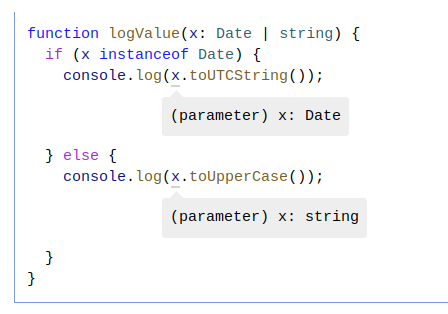 function logValue(x: Date | string) {
  if (x instanceof Date) {
    console.log(x.toUTCString());
(parameter) x: Date
  } else {
    console.log(x.toUpperCase());
(parameter) x: string
  }
}